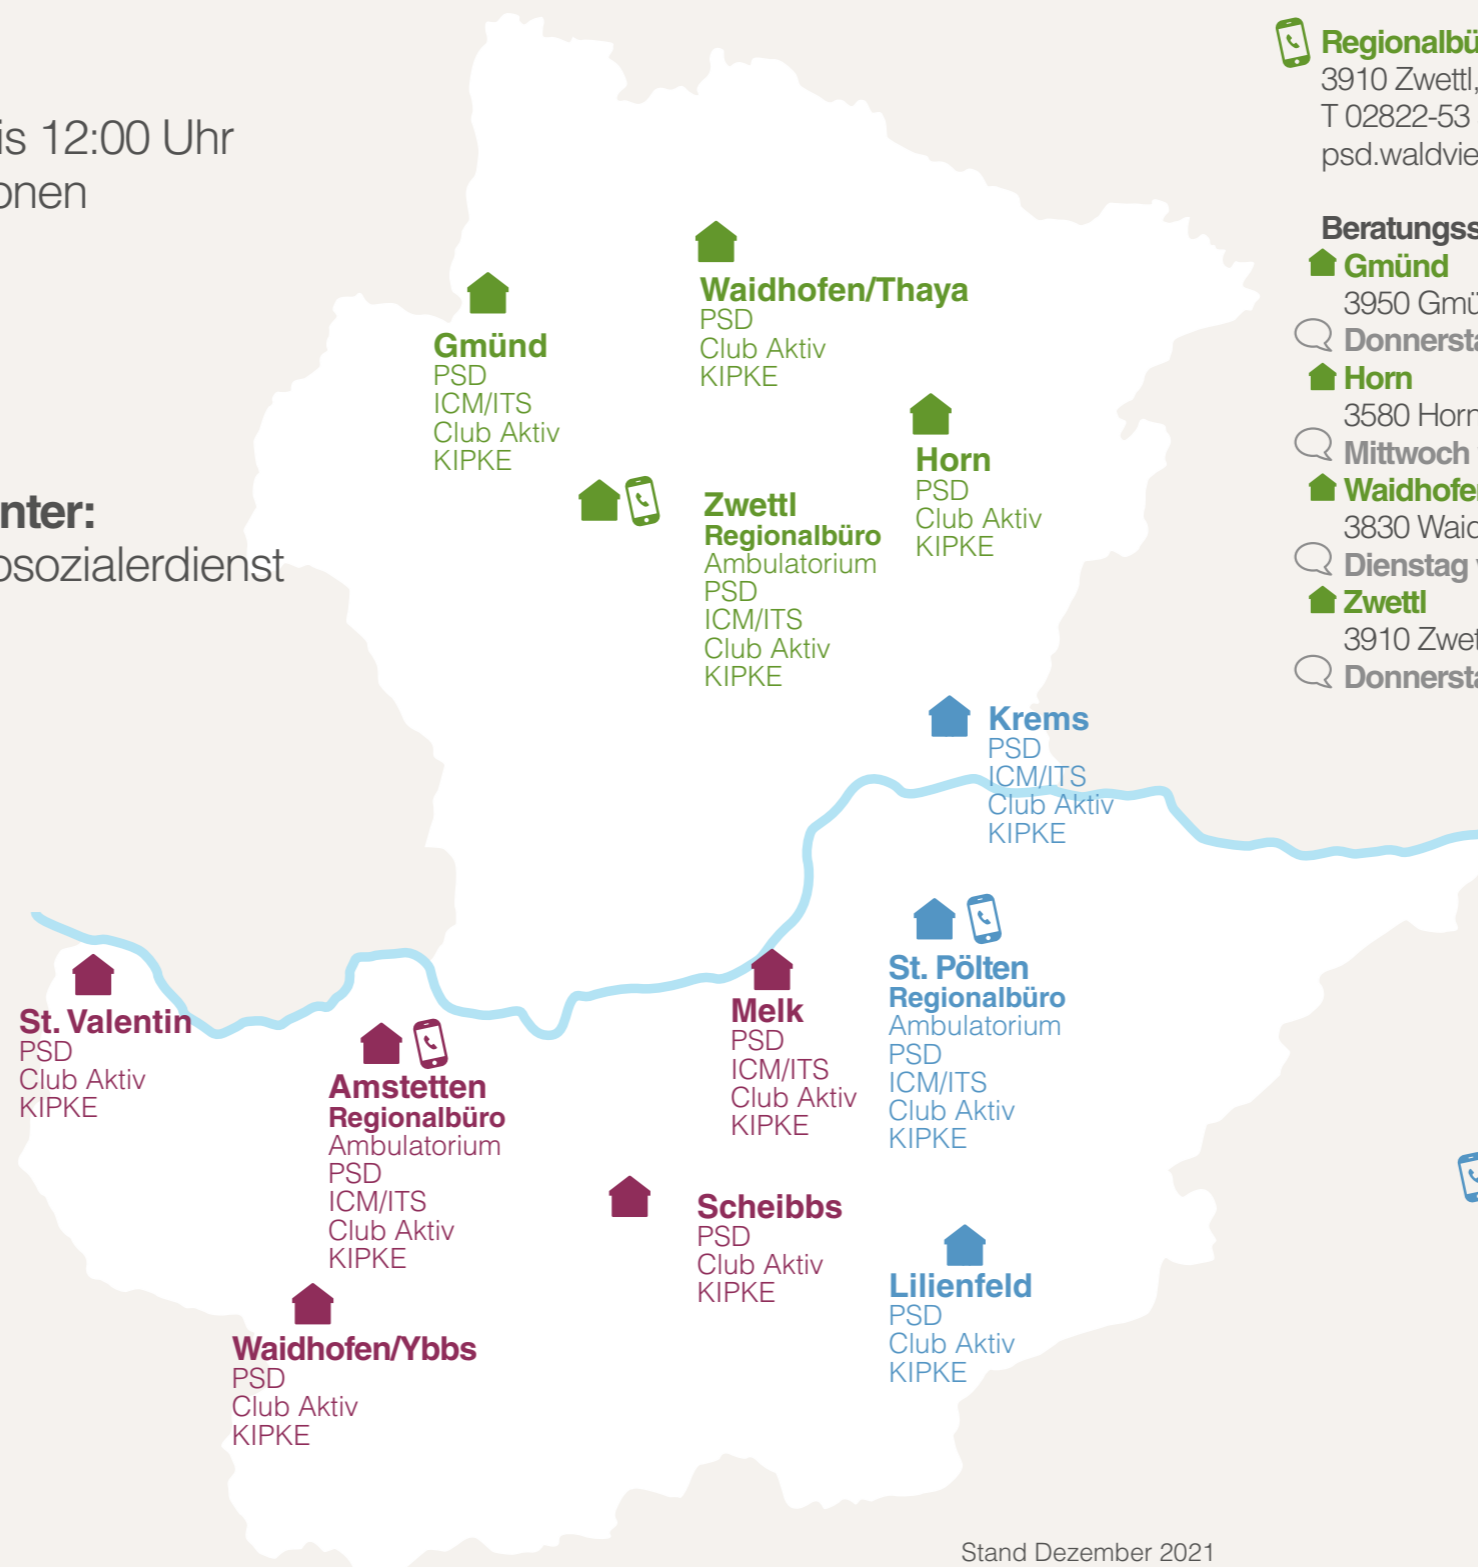 is 12:00 Uhr
onen
nter:
osozialerdienst
Gmünd
PSD
ICM/ITS
Club Aktiv
KIPKE
Waidhofen/Thaya
PSD
Club Aktiv
KIPKE
Horn
PSD
Club Aktiv
KIPKE
Zwettl
Regionalbüro
Ambulatorium
PSD
ICM/ITS
Club Aktiv
KIPKE
Krems
PSD
ICM/ITS
Club Aktiv
KIPKE
St. Valentin
PSD
Club Aktiv
KIPKE
Amstetten
Regionalbüro
Ambulatorium
PSD
ICM/ITS
Club Aktiv
KIPKE
Melk
PSD
ICM/ITS
Club Aktiv
KIPKE
St. Pölten
Regionalbüro
Ambulatorium
PSD
ICM/ITS
Club Aktiv
KIPKE
Scheibbs
PSD
Club Aktiv
KIPKE
Lilienfeld
PSD
Club Aktiv
KIPKE
Waidhofen/Ybbs
PSD
Club Aktiv
KIPKE
Regionalbü
3910 Zwettl,
T 02822-53
psd.waldvie
Beratungss
Gmünd
3950 Gmü
Donnersta
Horn
3580 Horn
Mittwoch
Waidhofe
3830 Waid
Dienstag
Zwettl
3910 Zwet
Donnersta
Stand Dezember 2021